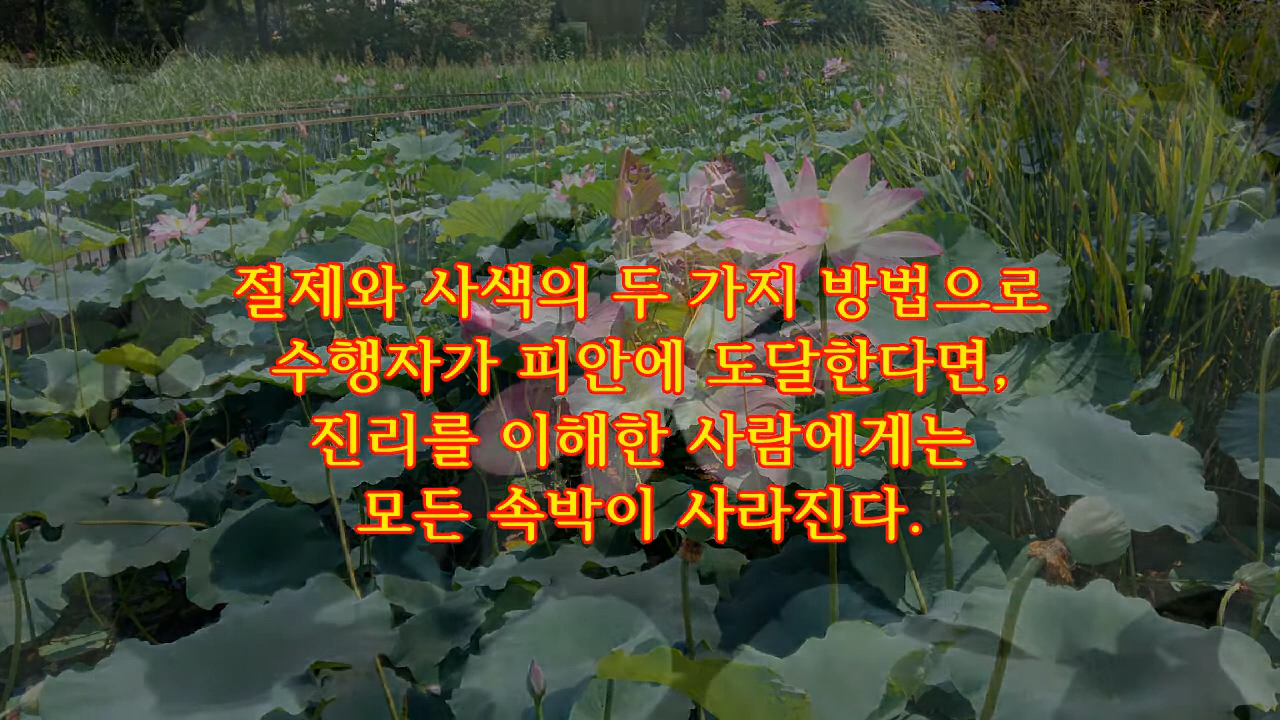 절제와 사색의 두 가지 방법으로
수행자가 피안에 도달한다면,
진리를 이해한 사람에게는
모든 속박이 사라진다.